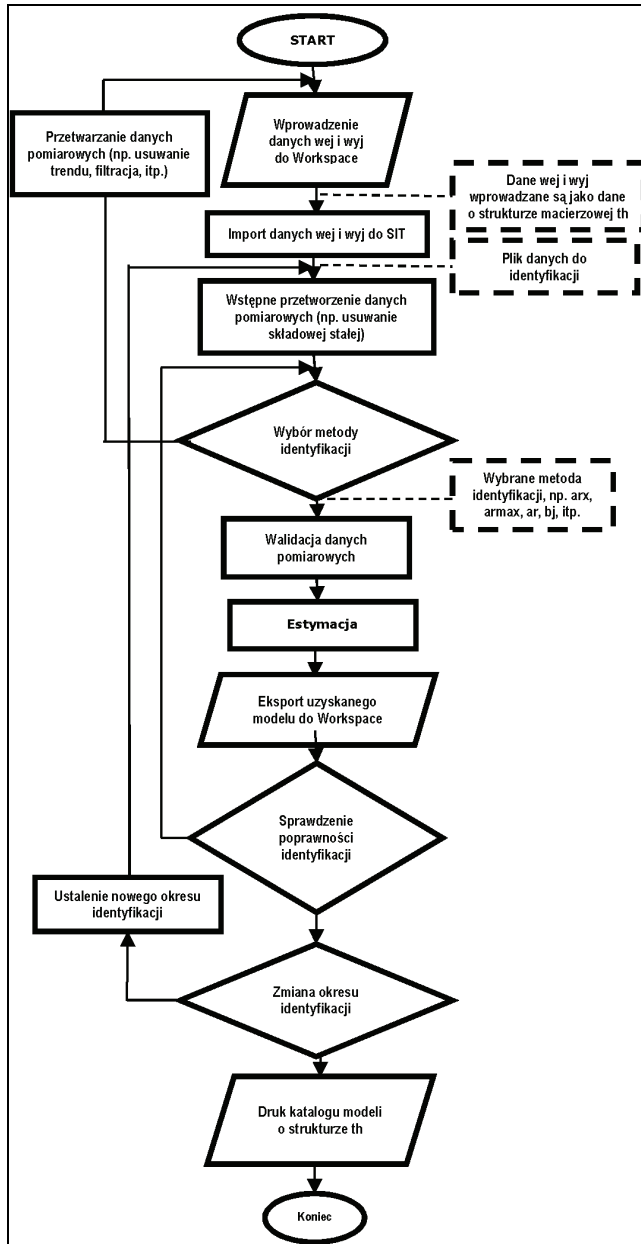 START
Wprowadzenie
danych wej i wyj
do Workspace
Przetwarzanie danych
pomiarowych (np. usuwanie
trendu, filtracja, itp.)
Dane wej i wyj
wprowadzane są jako dane
o strukturze macierzowej th
Import danych wej i wyj do SIT
Plik danych do
identyfikacji
Wstępne przetworzenie danych
pomiarowych (np. usuwanie
składowej stałej)
Wybór metody
identyfikacji
Wybrane metoda
identyfikacji, np. arx,
armax, ar, bj, itp.
Walidacja danych
pomiarowych
Estymacja
Eksport uzyskanego
modelu do Workspace
Sprawdzenie
poprawności
identyfikacji
Ustalenie nowego okresu
identyfikacji
Zmiana okresu
identyfikacji
Druk katalogu modeli
o strukturze th
Koniec